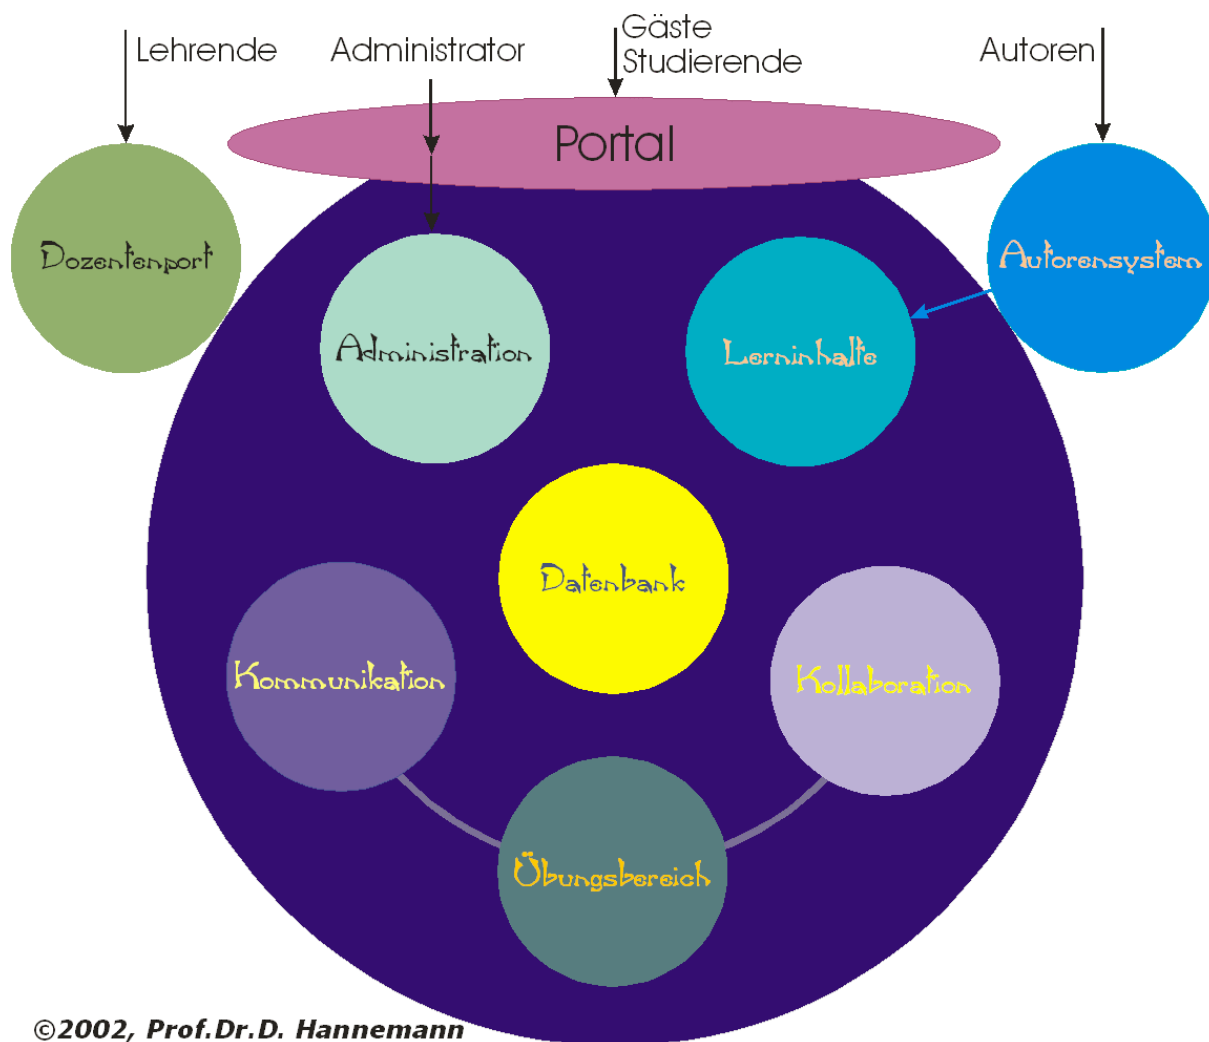 Lehrende
Administrator
Gäste
Studierende
Autoren
Portal
Dozentenport
Autorensystem
Administration
Lerninhalte
Datenbank
Kommunikation
Kollaboration
Übungsbereich
©2002, Prof.Dr.D. Hannemann